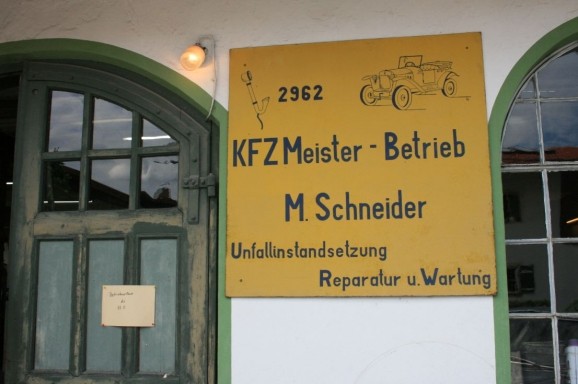 2962
KFZ Meister - Betrieb
M. Schneider
Unfallinstandsetzung
Reparatur u. Wartung